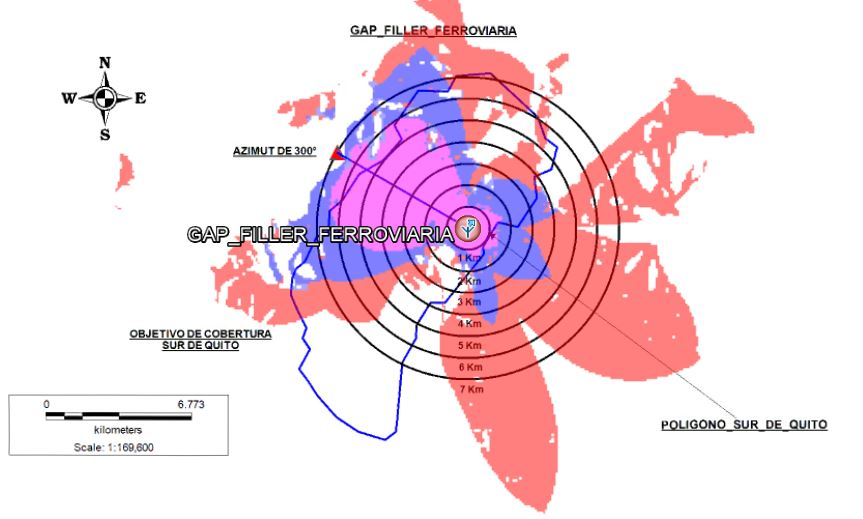 GAP_FILLER_FERROVIARIA
N
W E
S
AZIMUT DE 300°
GAP_FILLER_FERROVIARIA
1 Km
2 Km
3 Km
4 Km
5 Km
6 Km
7 Km
OBJETIVO DE COBERTURA
SUR DE QUITO
0 6.773
kilometers
Scale: 1:169,600
POLIGÓNO_SUR_DE_QUITO